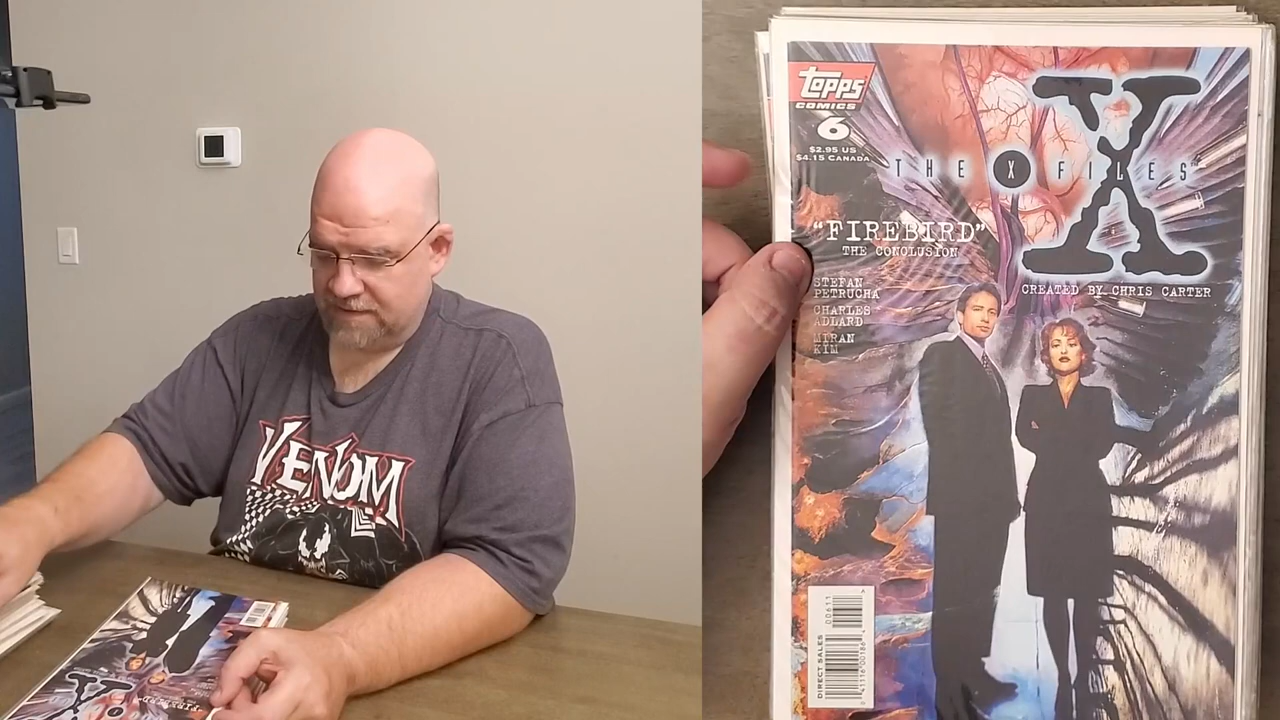 VENOM
TOPPS
COMICS
6
$2.95 US
$4.15 CANADA
THE X FILES
X
"FIREBIRD"
THE CONCLUSION
CREATED BY CHRIS CARTER
STEFAN
PETRUCHA
CHARLES
ADLARD
MIRAN
KIM
DIRECT SALES
00611